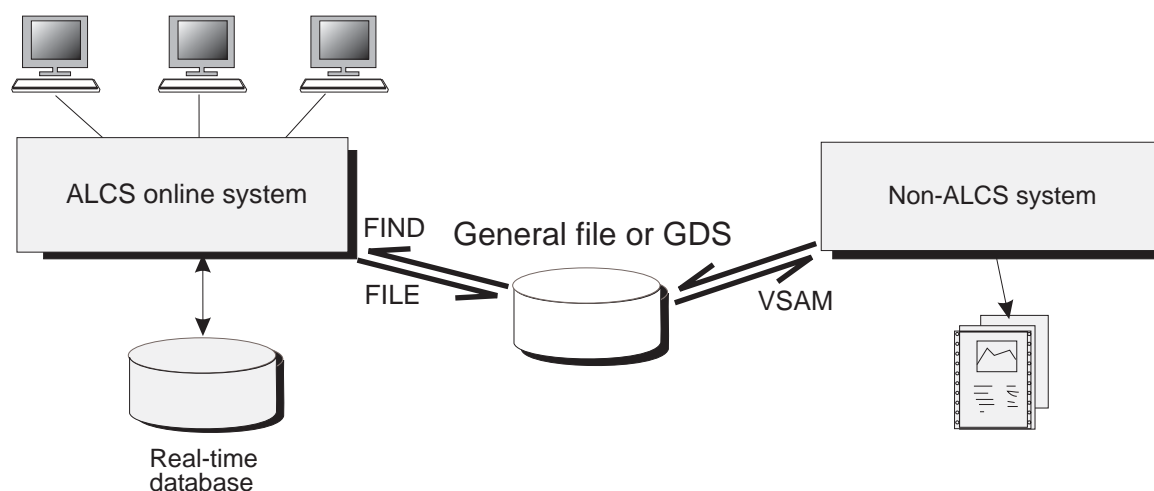 ALCS online system
Non-ALCS system
FIND
General file or GDS
FILE
VSAM
Real-time
database